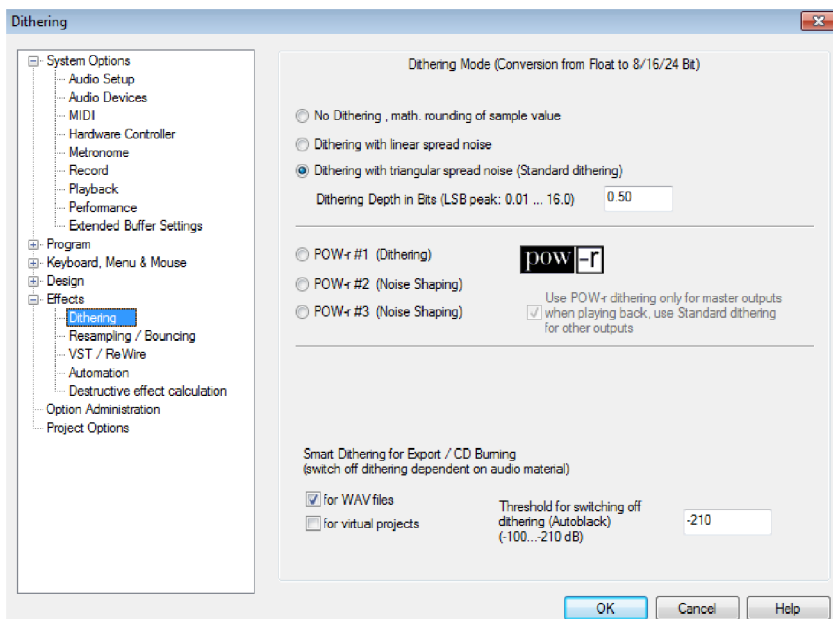 Dithering
System Options
Audio Setup
Audio Devices
MIDI
Hardware Controller
Metronome
Record
Playback
Performance
Extended Buffer Settings
Program
Keyboard, Menu & Mouse
Design
Effects
Dithering
Resampling / Bouncing
VST / ReWire
Automation
Destructive effect calculation
Option Administration
Project Options
Dithering Mode (Conversion from Float to 8/16/24 Bit)
No Dithering , math. rounding of sample value
Dithering with linear spread noise
Dithering with triangular spread noise (Standard dithering)
Dithering Depth in Bits (LSB peak: 0.01 ... 16.0)
0.50
POW-r #1 (Dithering)
POW-r #2 (Noise Shaping)
POW-r #3 (Noise Shaping)
pow-r
Use POW-r dithering only for master outputs
when playing back, use Standard dithering
for other outputs
Smart Dithering for Export / CD Burning
(switch off dithering dependent on audio material)
for WAV files
for virtual projects
Threshold for switching off
dithering (Autoblack)
(-100...-210 dB)
-210
OK
Cancel
Help